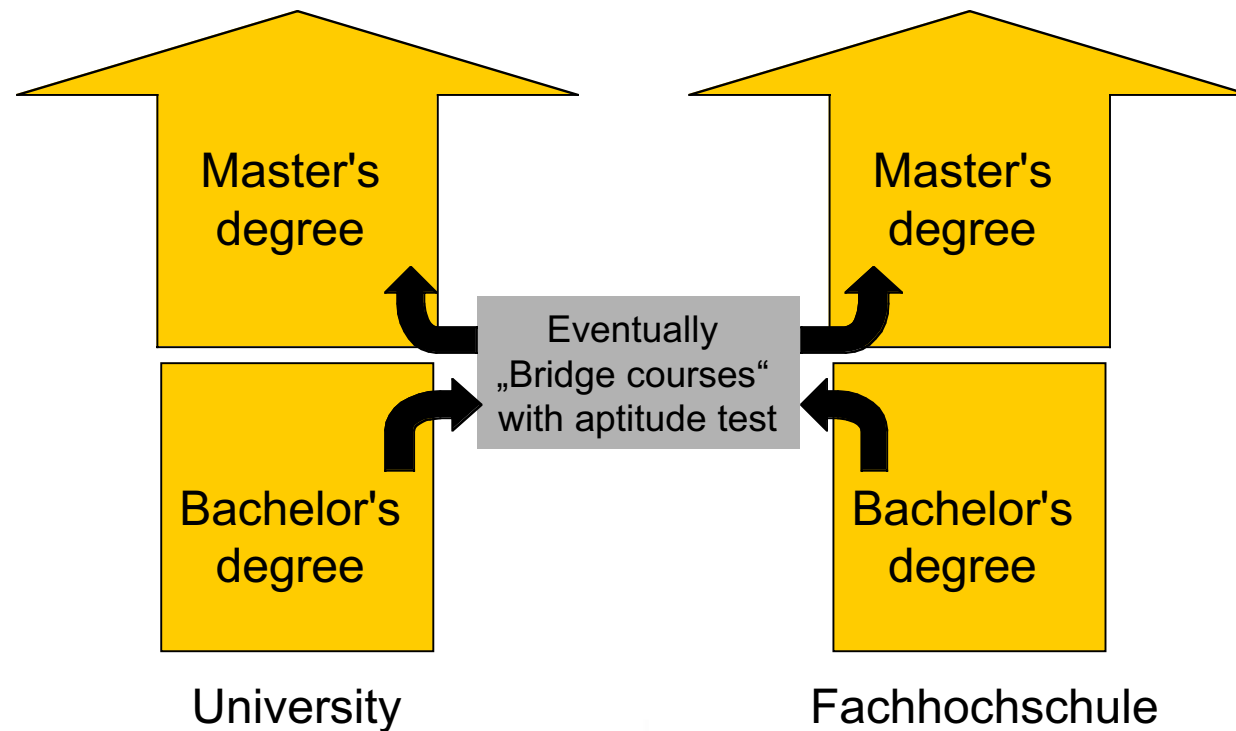 Master's
degree
Master's
degree
Eventually
„Bridge courses“
with aptitude test
Bachelor's
degree
Bachelor's
degree
University
Fachhochschule